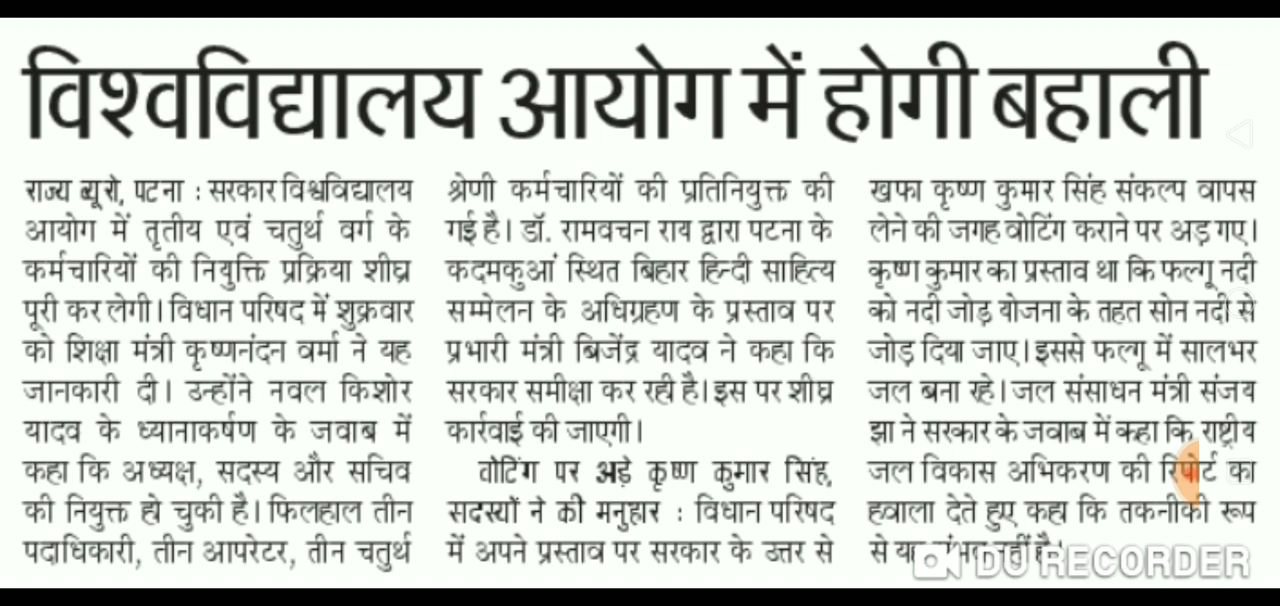 विश्वविद्यालय आयोग में होगी बहाली
राज्य ब्यूरो, पटना : सरकार विश्वविद्यालय
आयोग में तृतीय एवं चतुर्थ वर्ग के
कर्मचारियों की नियुक्ति प्रक्रिया शीघ्र
पूरी कर लेगी। विधान परिषद में शुक्रवार
को शिक्षा मंत्री कृष्णनंदन वर्मा ने यह
जानकारी दी। उन्होंने नवल किशोर
यादव के ध्यानाकर्षण के जवाब में
कहा कि अध्यक्ष, सदस्य और सचिव
की नियुक्त हो चुकी है। फिलहाल तीन
पदाधिकारी, तीन आपरेटर, तीन चतुर्थ
श्रेणी कर्मचारियों की प्रतिनियुक्त की
गई है। डॉ. रामवचन राय द्वारा पटना के
कदमकुआं स्थित बिहार हिन्दी साहित्य
सम्मेलन के अधिग्रहण के प्रस्ताव पर
प्रभारी मंत्री बिजेंद्र यादव ने कहा कि
सरकार समीक्षा कर रही है। इस पर शीघ्र
कार्रवाई की जाएगी।
वोटिंग पर अड़े कृष्ण कुमार सिंह,
सदस्यों ने की मनुहार : विधान परिषद
में अपने प्रस्ताव पर सरकार के उत्तर से
खफा कृष्ण कुमार सिंह संकल्प वापस
लेने की जगह वोटिंग कराने पर अड़ गए।
कृष्ण कुमार का प्रस्ताव था कि फल्गू नदी
को नदी जोड़ योजना के तहत सोन नदी से
जोड़ दिया जाए। इससे फल्गू में सालभर
जल बना रहे। जल संसाधन मंत्री संजय
झा ने सरकार के जवाब में कहा कि राष्ट्रीय
जल विकास अभिकरण की रिपोर्ट का
हवाला देते हुए कहा कि तकनीकी रूप
से नहीं है।
DU RECORDER